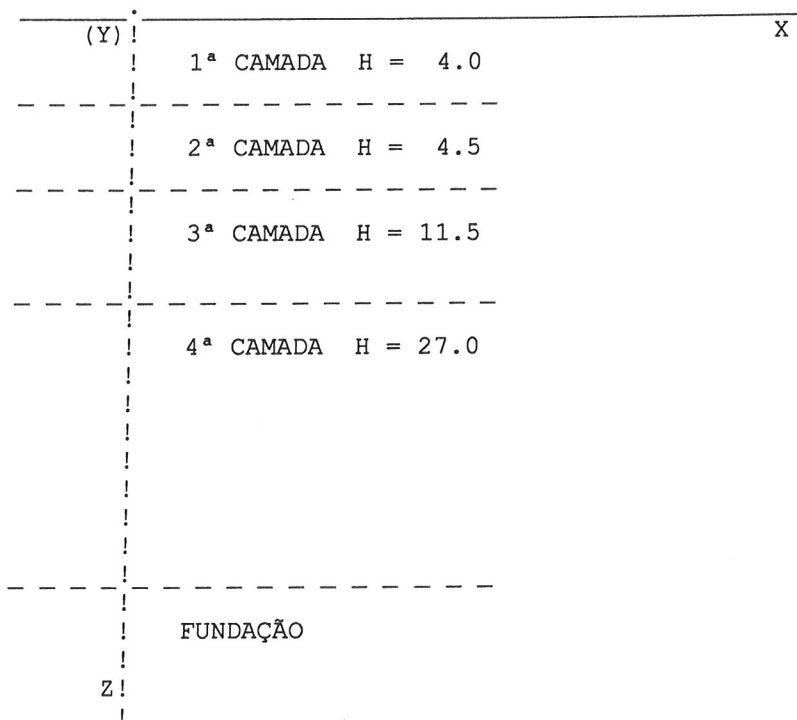 (Y) X
1ª CAMADA H = 4.0
2ª CAMADA H = 4.5
3ª CAMADA H = 11.5
4ª CAMADA H = 27.0
FUNDAÇÃO
Z